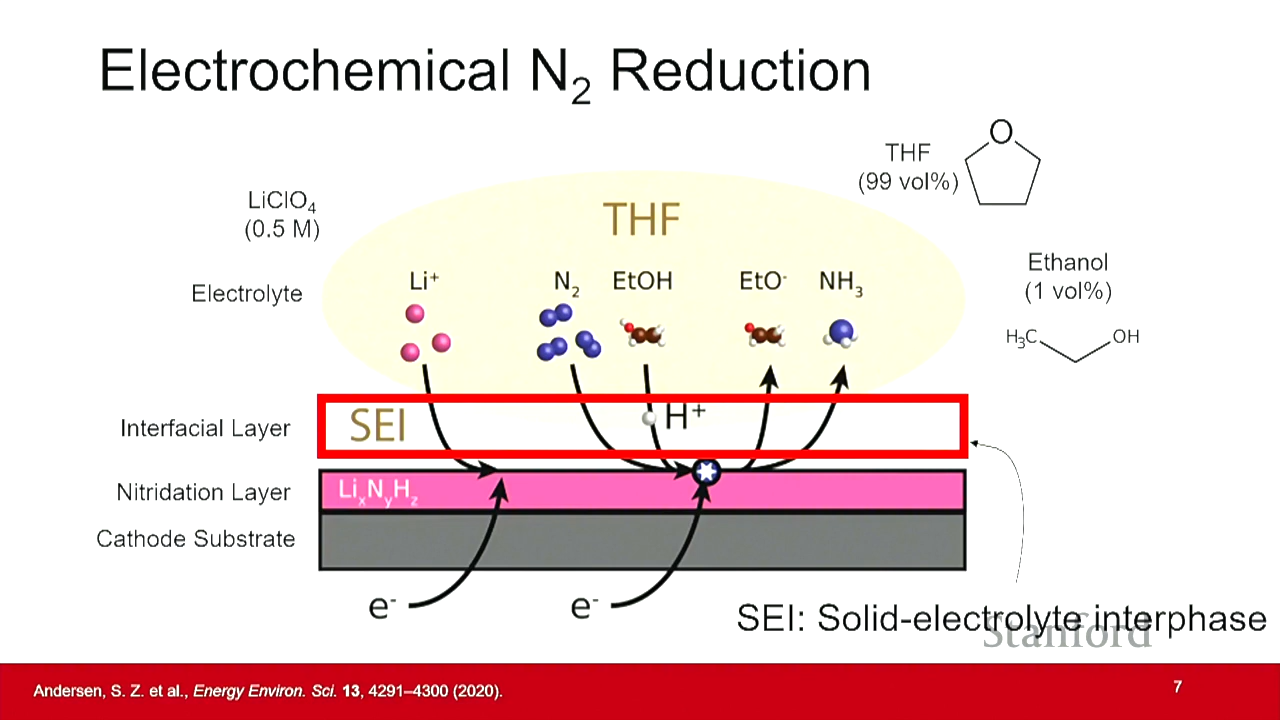 Electrochemical N₂ Reduction
THF
(99 vol%)
O
LiClO₄
(0.5 M)
THF
Electrolyte
Li⁺
N₂
EtOH
EtO⁻
NH₃
Ethanol
(1 vol%)
H₃C
OH
Interfacial Layer
SEI
H⁺
Nitridation Layer
LiₓNᵧH𝓏
Cathode Substrate
e⁻
e⁻
SEI: Solid-electrolyte interphase
Stanford
Andersen, S. Z. et al., Energy Environ. Sci. 13, 4291–4300 (2020).
7